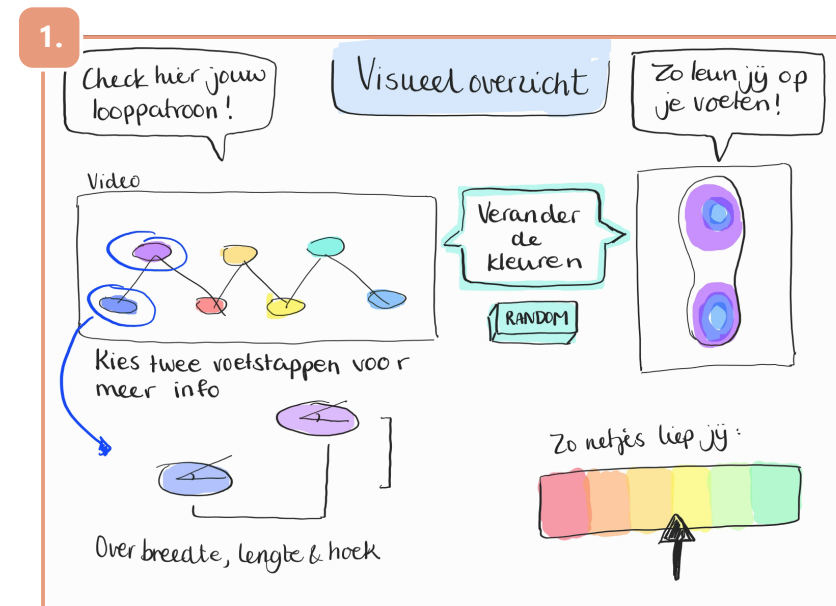 1.
Check hier jouw
looppatroon!
Visueel overzicht
Zo leun jij op
je voeten!
Video
Verander
de
kleuren
RANDOM
Kies twee voetstappen voor
meer info
Zo netjes liep jij:
Over breedte, lengte & hoek